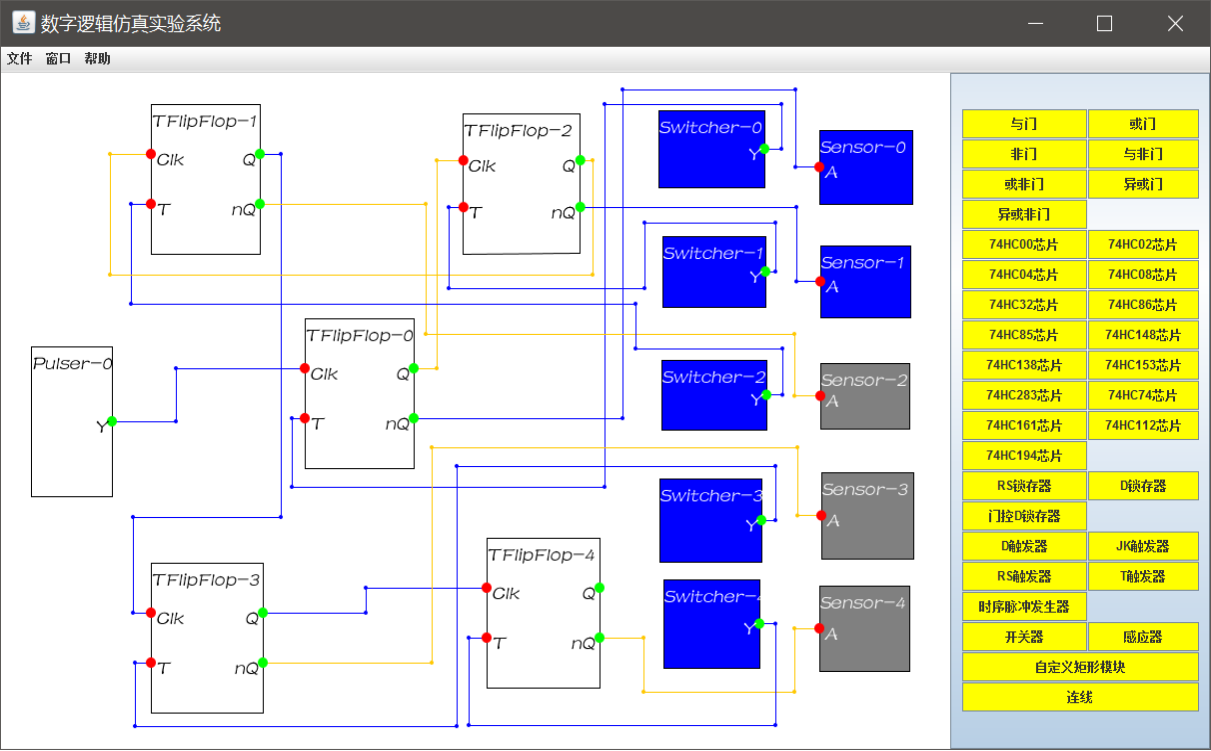 数字逻辑仿真实验系统
文件 窗口 帮助
TFlipFlop-1
Clk Q
T nQ
TFlipFlop-2
Clk Q
T nQ
Switcher-0
Y
Sensor-0
A
Switcher-1
Y
Sensor-1
A
Pulser-0
Y
TFlipFlop-0
Clk Q
T nQ
Switcher-2
Y
Sensor-2
A
Switcher-3
Y
Sensor-3
A
TFlipFlop-3
Clk Q
T nQ
TFlipFlop-4
Clk Q
T nQ
Switcher-4
Y
Sensor-4
A
与门 或门
非门 与非门
或非门 异或门
异或非门
74HC00芯片 74HC02芯片
74HC04芯片 74HC08芯片
74HC32芯片 74HC86芯片
74HC85芯片 74HC148芯片
74HC138芯片 74HC153芯片
74HC283芯片 74HC74芯片
74HC161芯片 74HC112芯片
74HC194芯片
RS锁存器 D锁存器
门控D锁存器
D触发器 JK触发器
RS触发器 T触发器
时序脉冲发生器
开关器 感应器
自定义矩形模块
连线